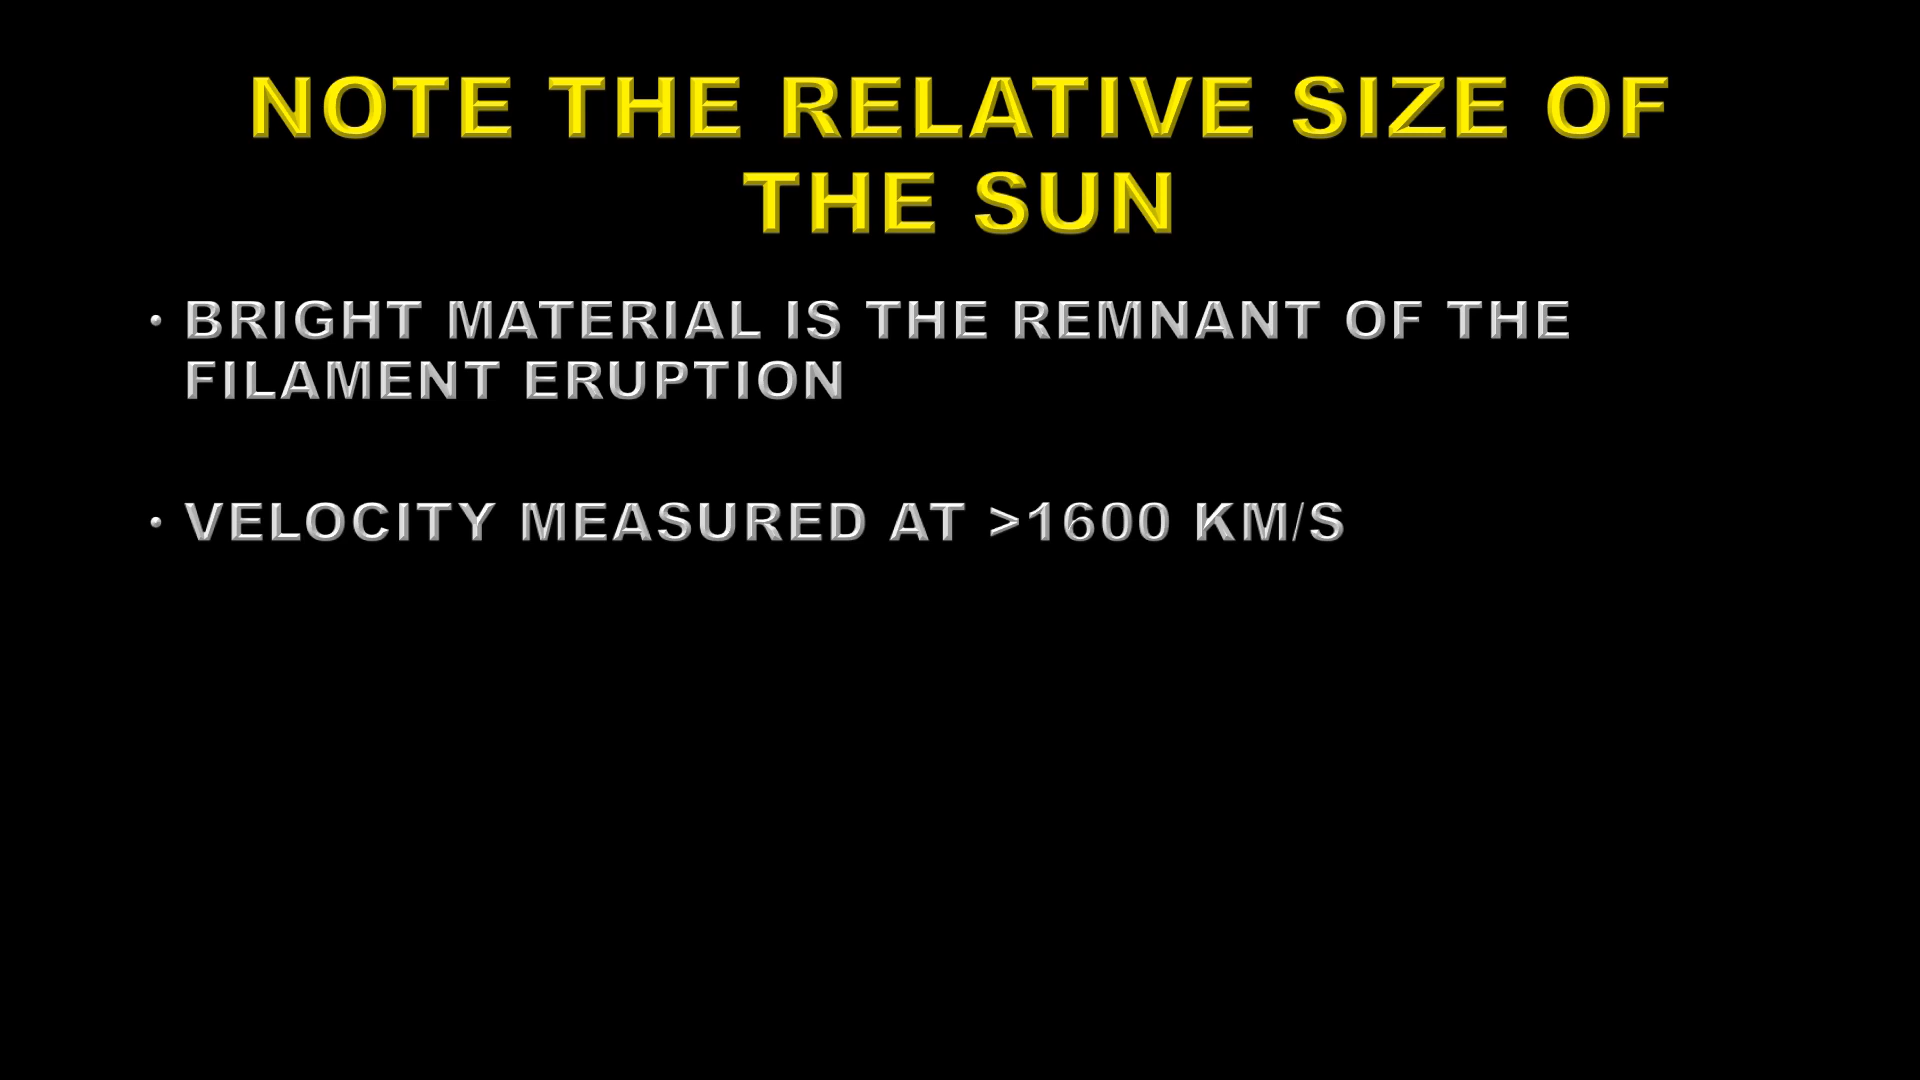 NOTE THE RELATIVE SIZE OF
THE SUN
• BRIGHT MATERIAL IS THE REMNANT OF THE
FILAMENT ERUPTION
• VELOCITY MEASURED AT >1600 KM/S